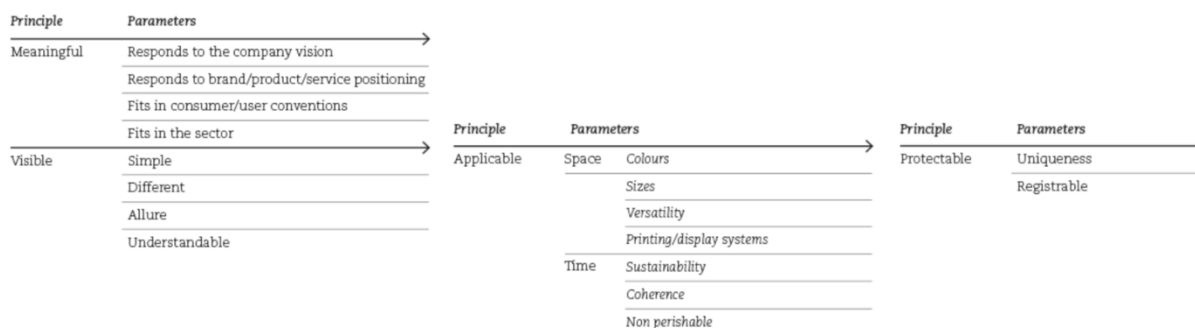 Principle Parameters
Meaningful Responds to the company vision
Responds to brand/product/service positioning
Fits in consumer/user conventions
Fits in the sector
Visible Simple
Different
Allure
Understandable
Principle Parameters
Applicable Space Colours
Sizes
Versatility
Printing/display systems
Time Sustainability
Coherence
Non perishable
Principle Parameters
Protectable Uniqueness
Registrable